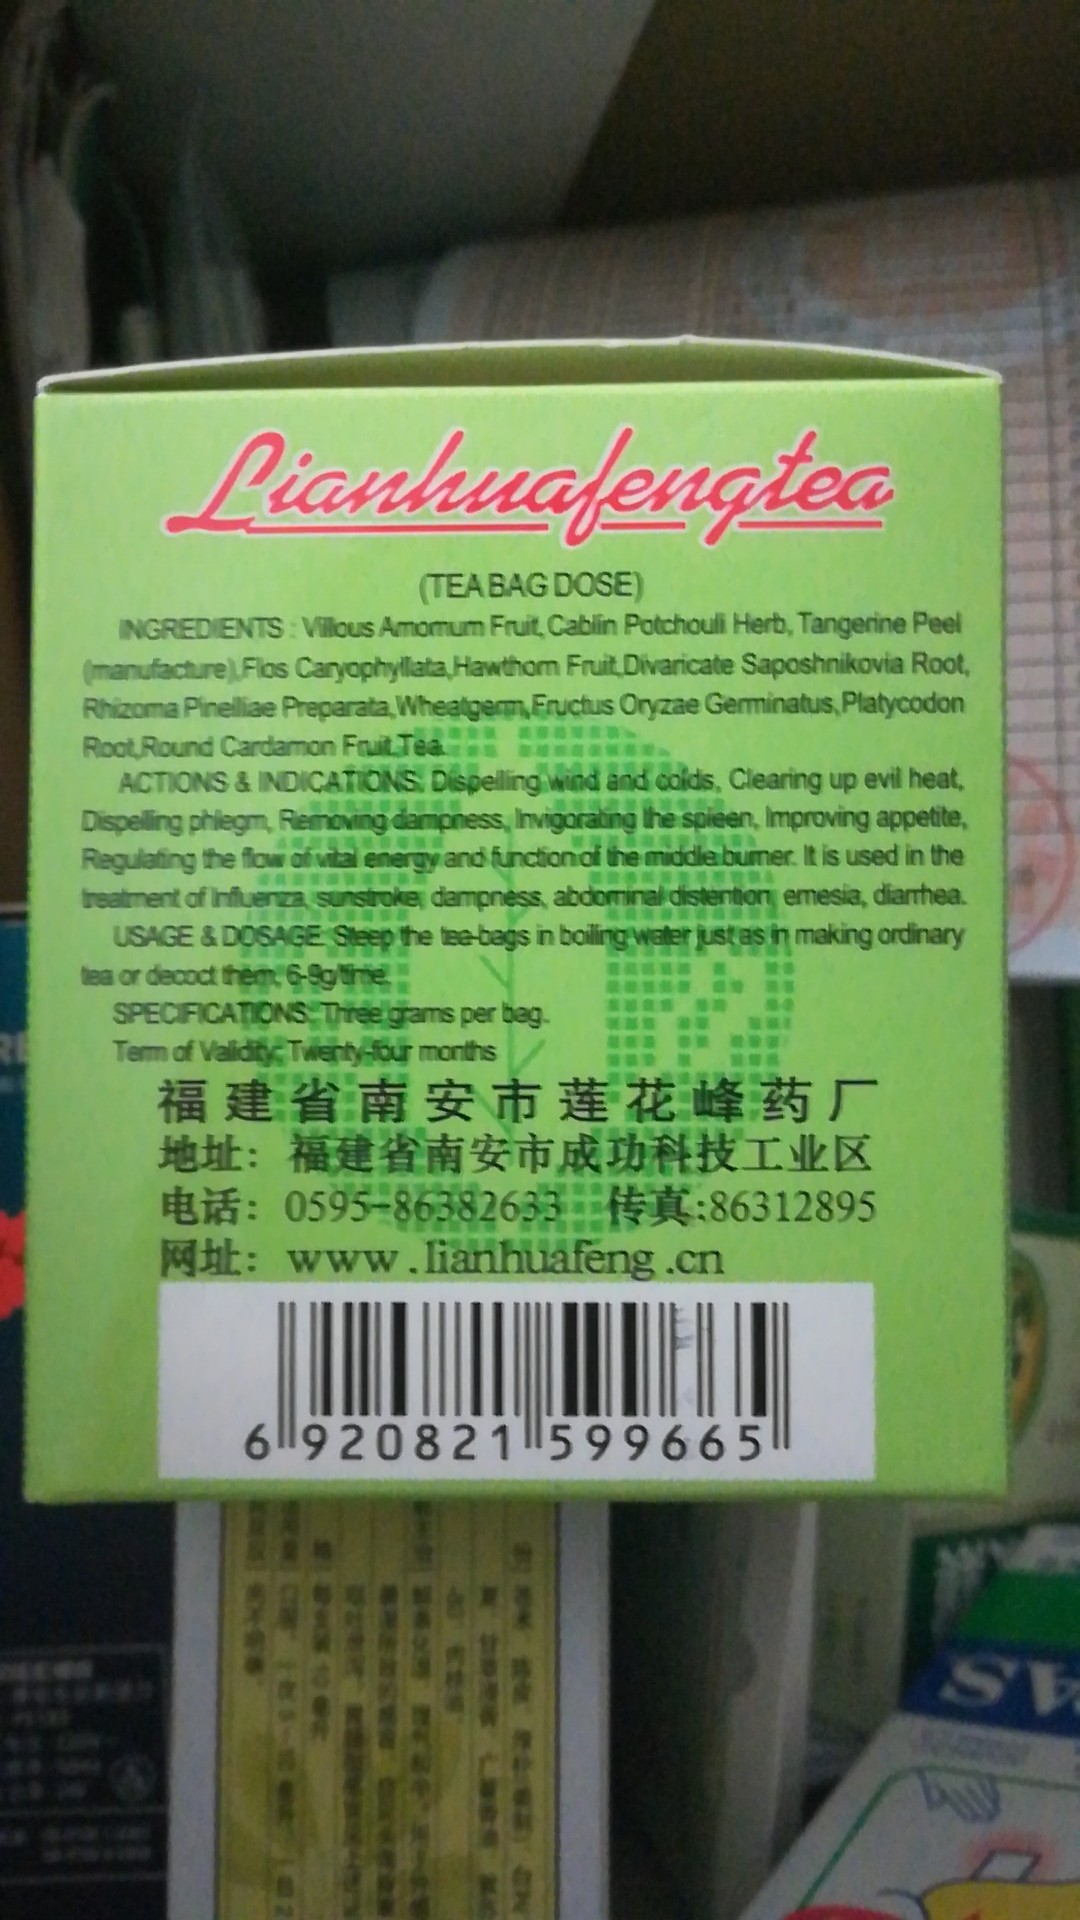 Lianhuafengtea
(TEA BAG DOSE)
INGREDIENTS : Villous Amomum Fruit, Cablin Potchouli Herb, Tangerine Peel
(manufacture),Flos Caryophyllata,Hawthorn Fruit,Divaricate Saposhnikovia Root,
Rhizoma Pinelliae Preparata,Wheatgerm,Fructus Oryzae Germinatus,Platycodon
Root,Round Cardamon Fruit,Tea.
ACTIONS & INDICATIONS: Dispelling wind and colds, Clearing up evil heat,
Dispelling phlegm, Removing dampness, Invigorating the spleen, Improving appetite,
Regulating the flow of vital energy and function of the middle burner. It is used in the
treatment of Influenza, sunstroke, dampness, abdominal distention, emesia, diarrhea.
USAGE & DOSAGE: Steep the tea-bags in boiling water just as in making ordinary
tea or decoct them, 6-9g/time.
SPECIFICATIONS: Three grams per bag.
Term of Validity: Twenty-four months
福建省南安市莲花峰药厂
地址：福建省南安市成功科技工业区
电话：0595-86382633 传真:86312895
网址：www.lianhuafeng.cn
6 920821 599665